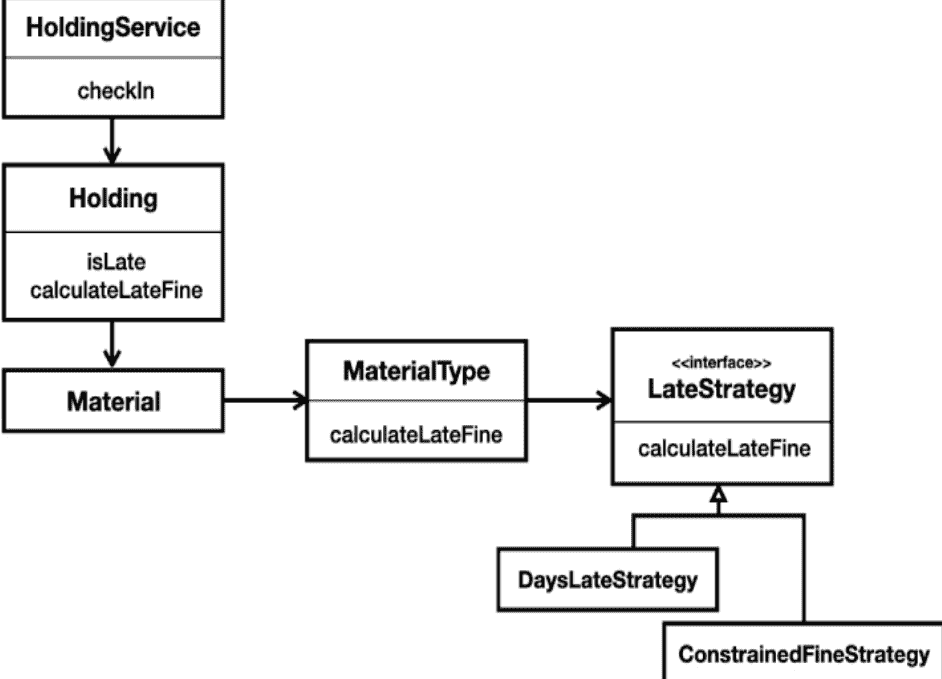 HoldingService
checkIn
Holding
isLate
calculateLateFine
Material
MaterialType
calculateLateFine
<<interface>>
LateStrategy
calculateLateFine
DaysLateStrategy
ConstrainedFineStrategy